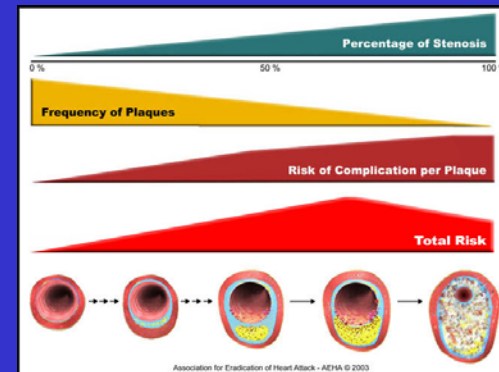 Percentage of Stenosis
0 % 50 % 100
Frequency of Plaques
Risk of Complication per Plaque
Total Risk
Association for Eradication of Heart Attack - AEHA © 2003